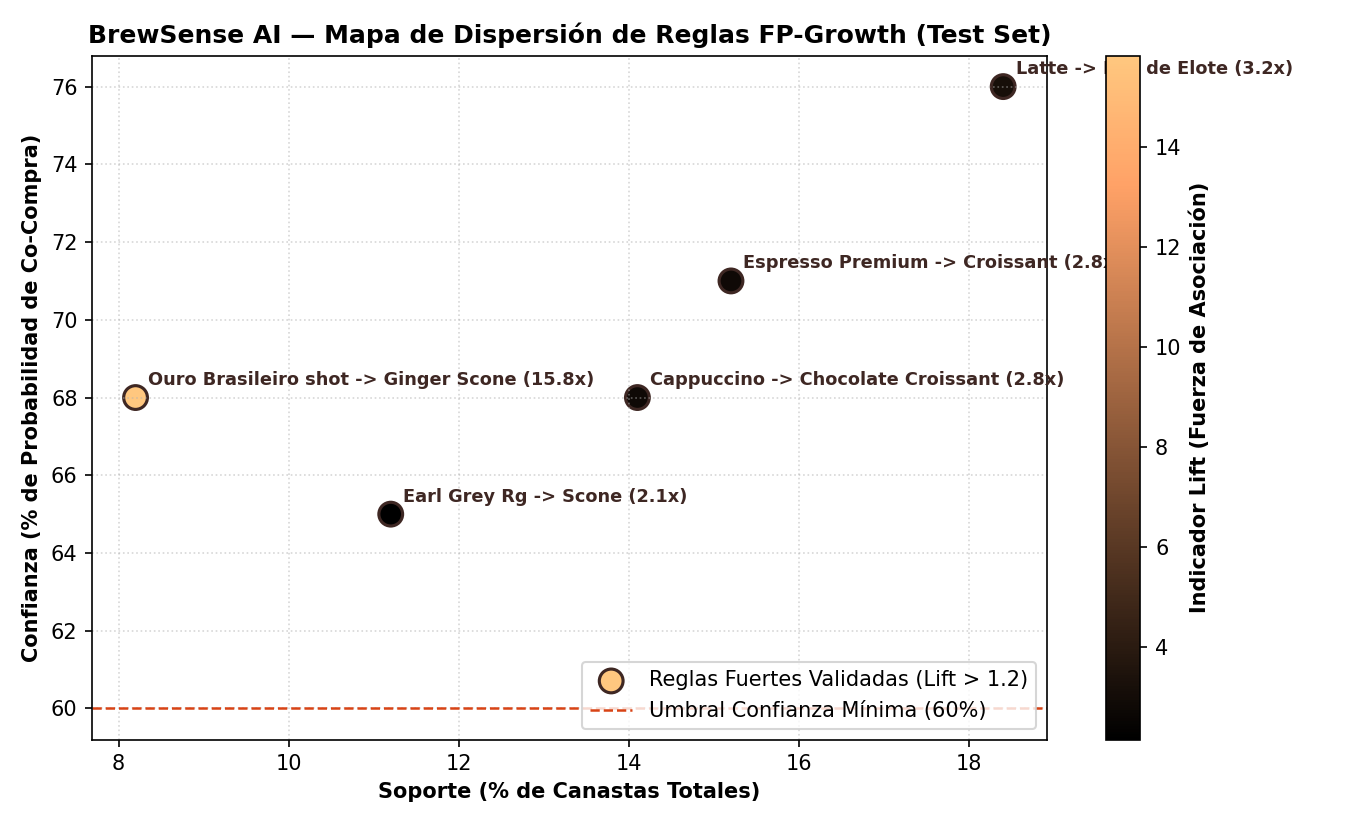 BrewSense AI — Mapa de Dispersión de Reglas FP-Growth (Test Set)
Confianza (% de Probabilidad de Co-Compra)
76
74
72
70
68
66
64
62
60
Latte -> de Elote (3.2x)
Espresso Premium -> Croissant (2.8
Ouro Brasileiro shot -> Ginger Scone (15.8x)
Cappuccino -> Chocolate Croissant (2.8x)
Earl Grey Rg -> Scone (2.1x)
Reglas Fuertes Validadas (Lift > 1.2)
Umbral Confianza Mínima (60%)
8
10
12
14
16
18
Soporte (% de Canastas Totales)
14
12
10
8
6
4
Indicador Lift (Fuerza de Asociación)